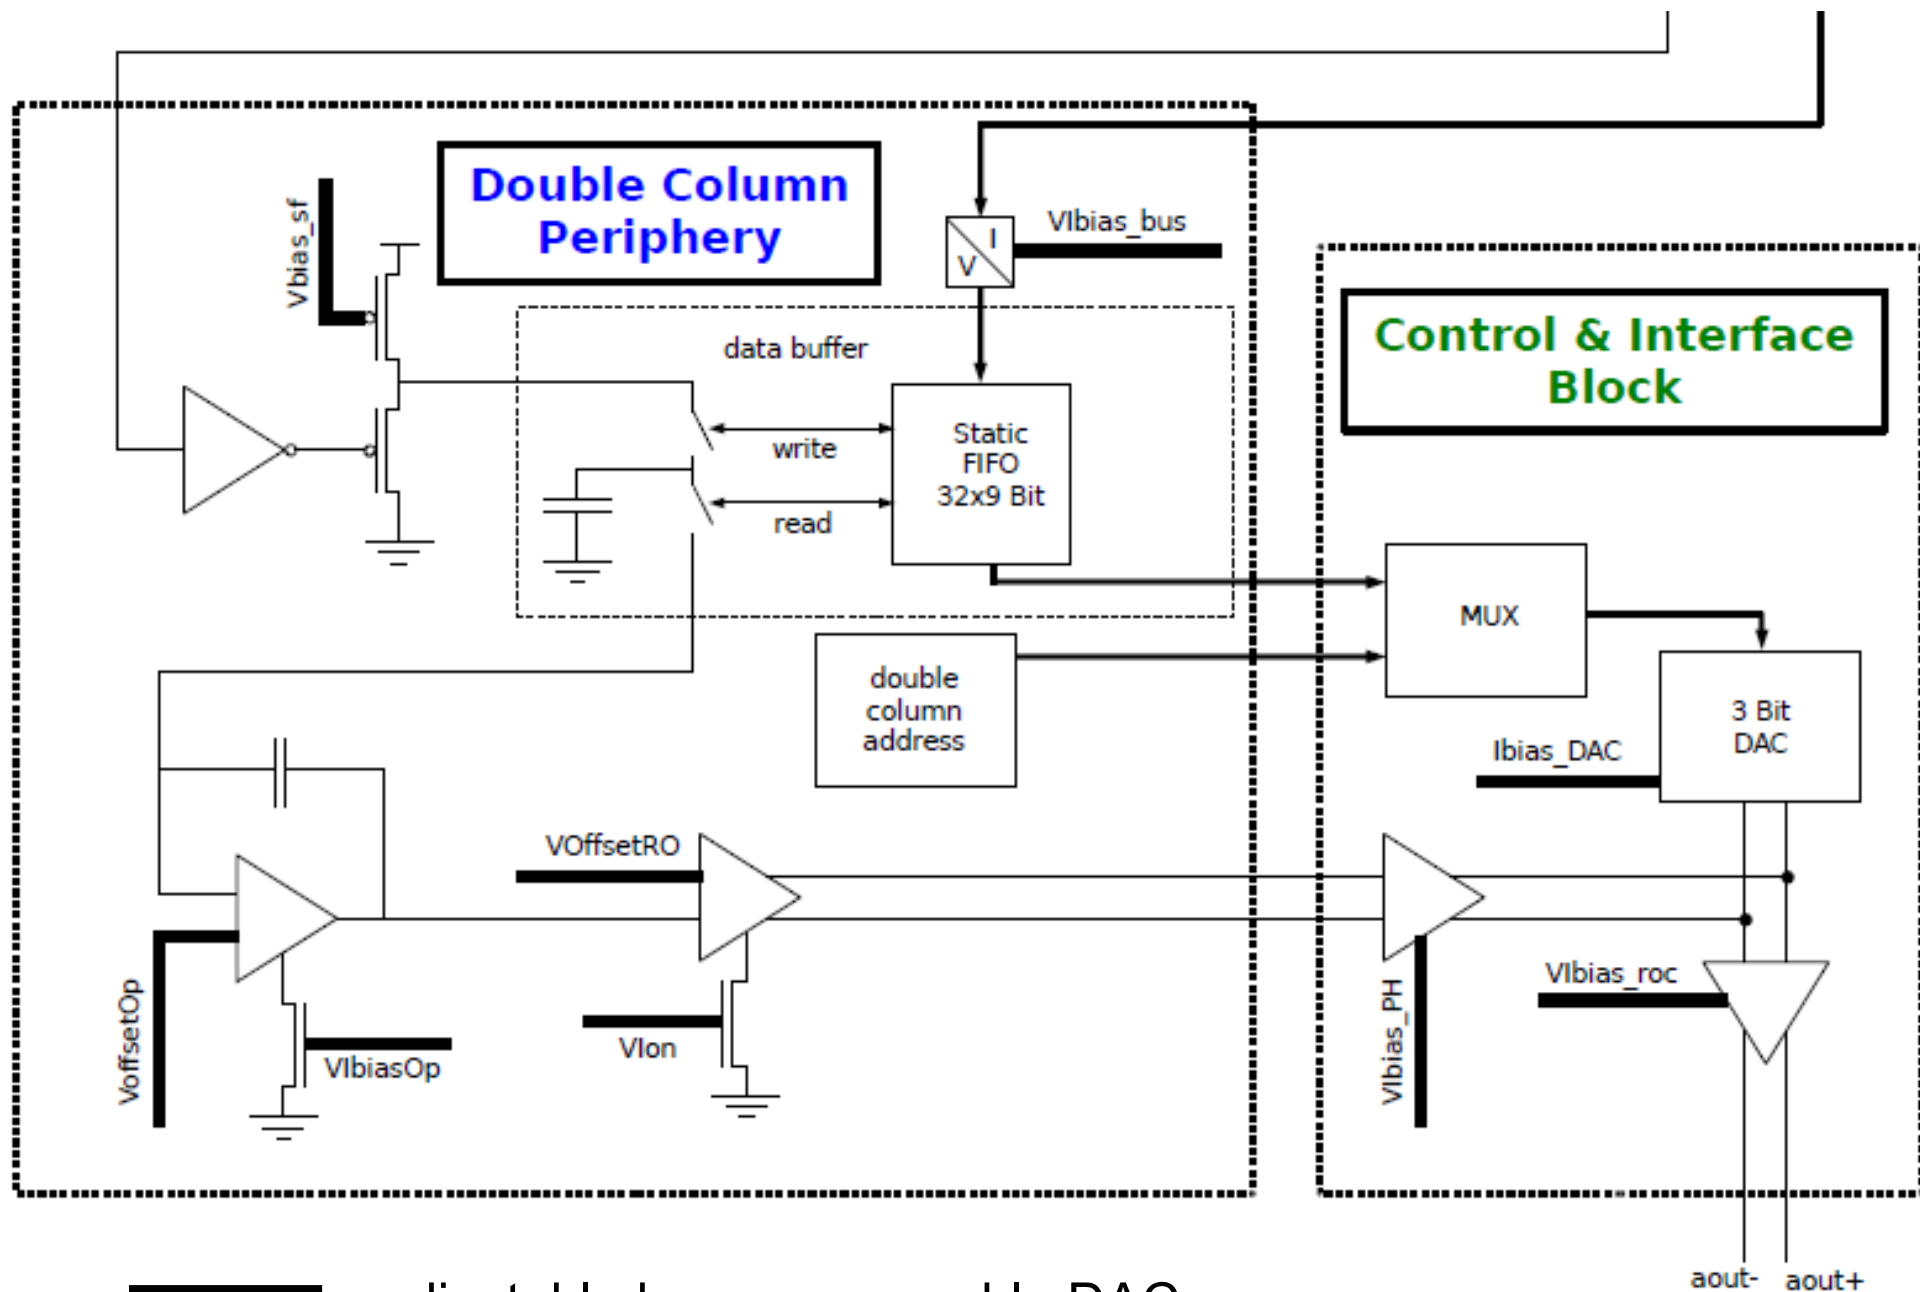 Double Column
Periphery
Vbias_sf
VIbias_bus
I
V
data buffer
Control & Interface
Block
write
read
Static
FIFO
32x9 Bit
MUX
double
column
address
3 Bit
DAC
Ibias_DAC
VOffsetRO
VoffsetOp
VIbiasOp
VIon
VIbias_PH
VIbias_roc
aout-
aout+